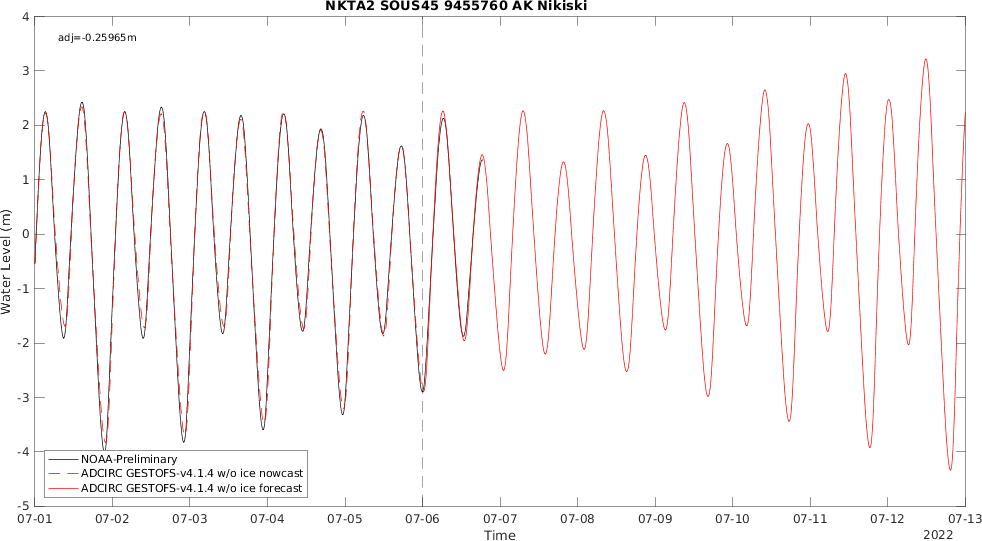 NKTA2 SOUS45 9455760 AK Nikiski
adj=-0.25965m
Water Level (m)
4
3
2
1
0
-1
-2
-3
-4
-5
NOAA-Preliminary
ADCIRC GESTOFS-v4.1.4 w/o ice nowcast
ADCIRC GESTOFS-v4.1.4 w/o ice forecast
07-01 07-02 07-03 07-04 07-05 07-06 07-07 07-08 07-09 07-10 07-11 07-12 07-13
Time
2022